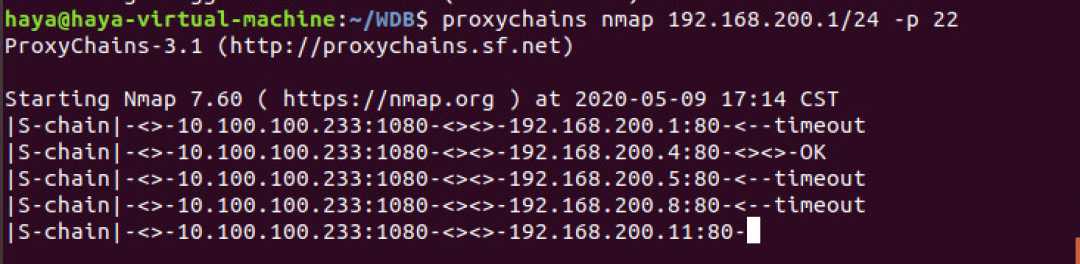 haya@haya-virtual-machine:~/WDB$ proxychains nmap 192.168.200.1/24 -p 22
ProxyChains-3.1 (http://proxychains.sf.net)
Starting Nmap 7.60 ( https://nmap.org ) at 2020-05-09 17:14 CST
|S-chain|-<>-10.100.100.233:1080-<><>-192.168.200.1:80-<--timeout
|S-chain|-<>-10.100.100.233:1080-<><>-192.168.200.4:80-<><>-OK
|S-chain|-<>-10.100.100.233:1080-<><>-192.168.200.5:80-<--timeout
|S-chain|-<>-10.100.100.233:1080-<><>-192.168.200.8:80-<--timeout
|S-chain|-<>-10.100.100.233:1080-<><>-192.168.200.11:80-